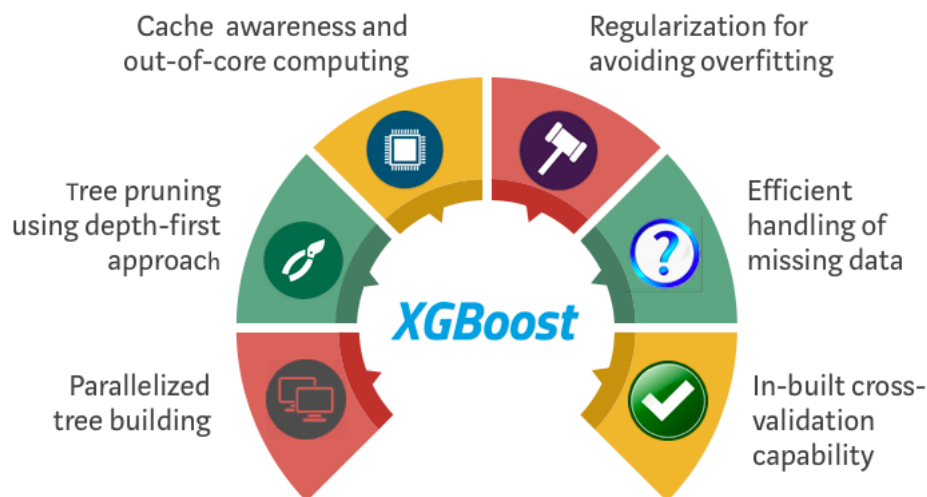 Cache awareness and
out-of-core computing
Regularization for
avoiding overfitting
Tree pruning
using depth-first
approach
Efficient
handling of
missing data
XGBoost
Parallelized
tree building
In-built cross-
validation
capability